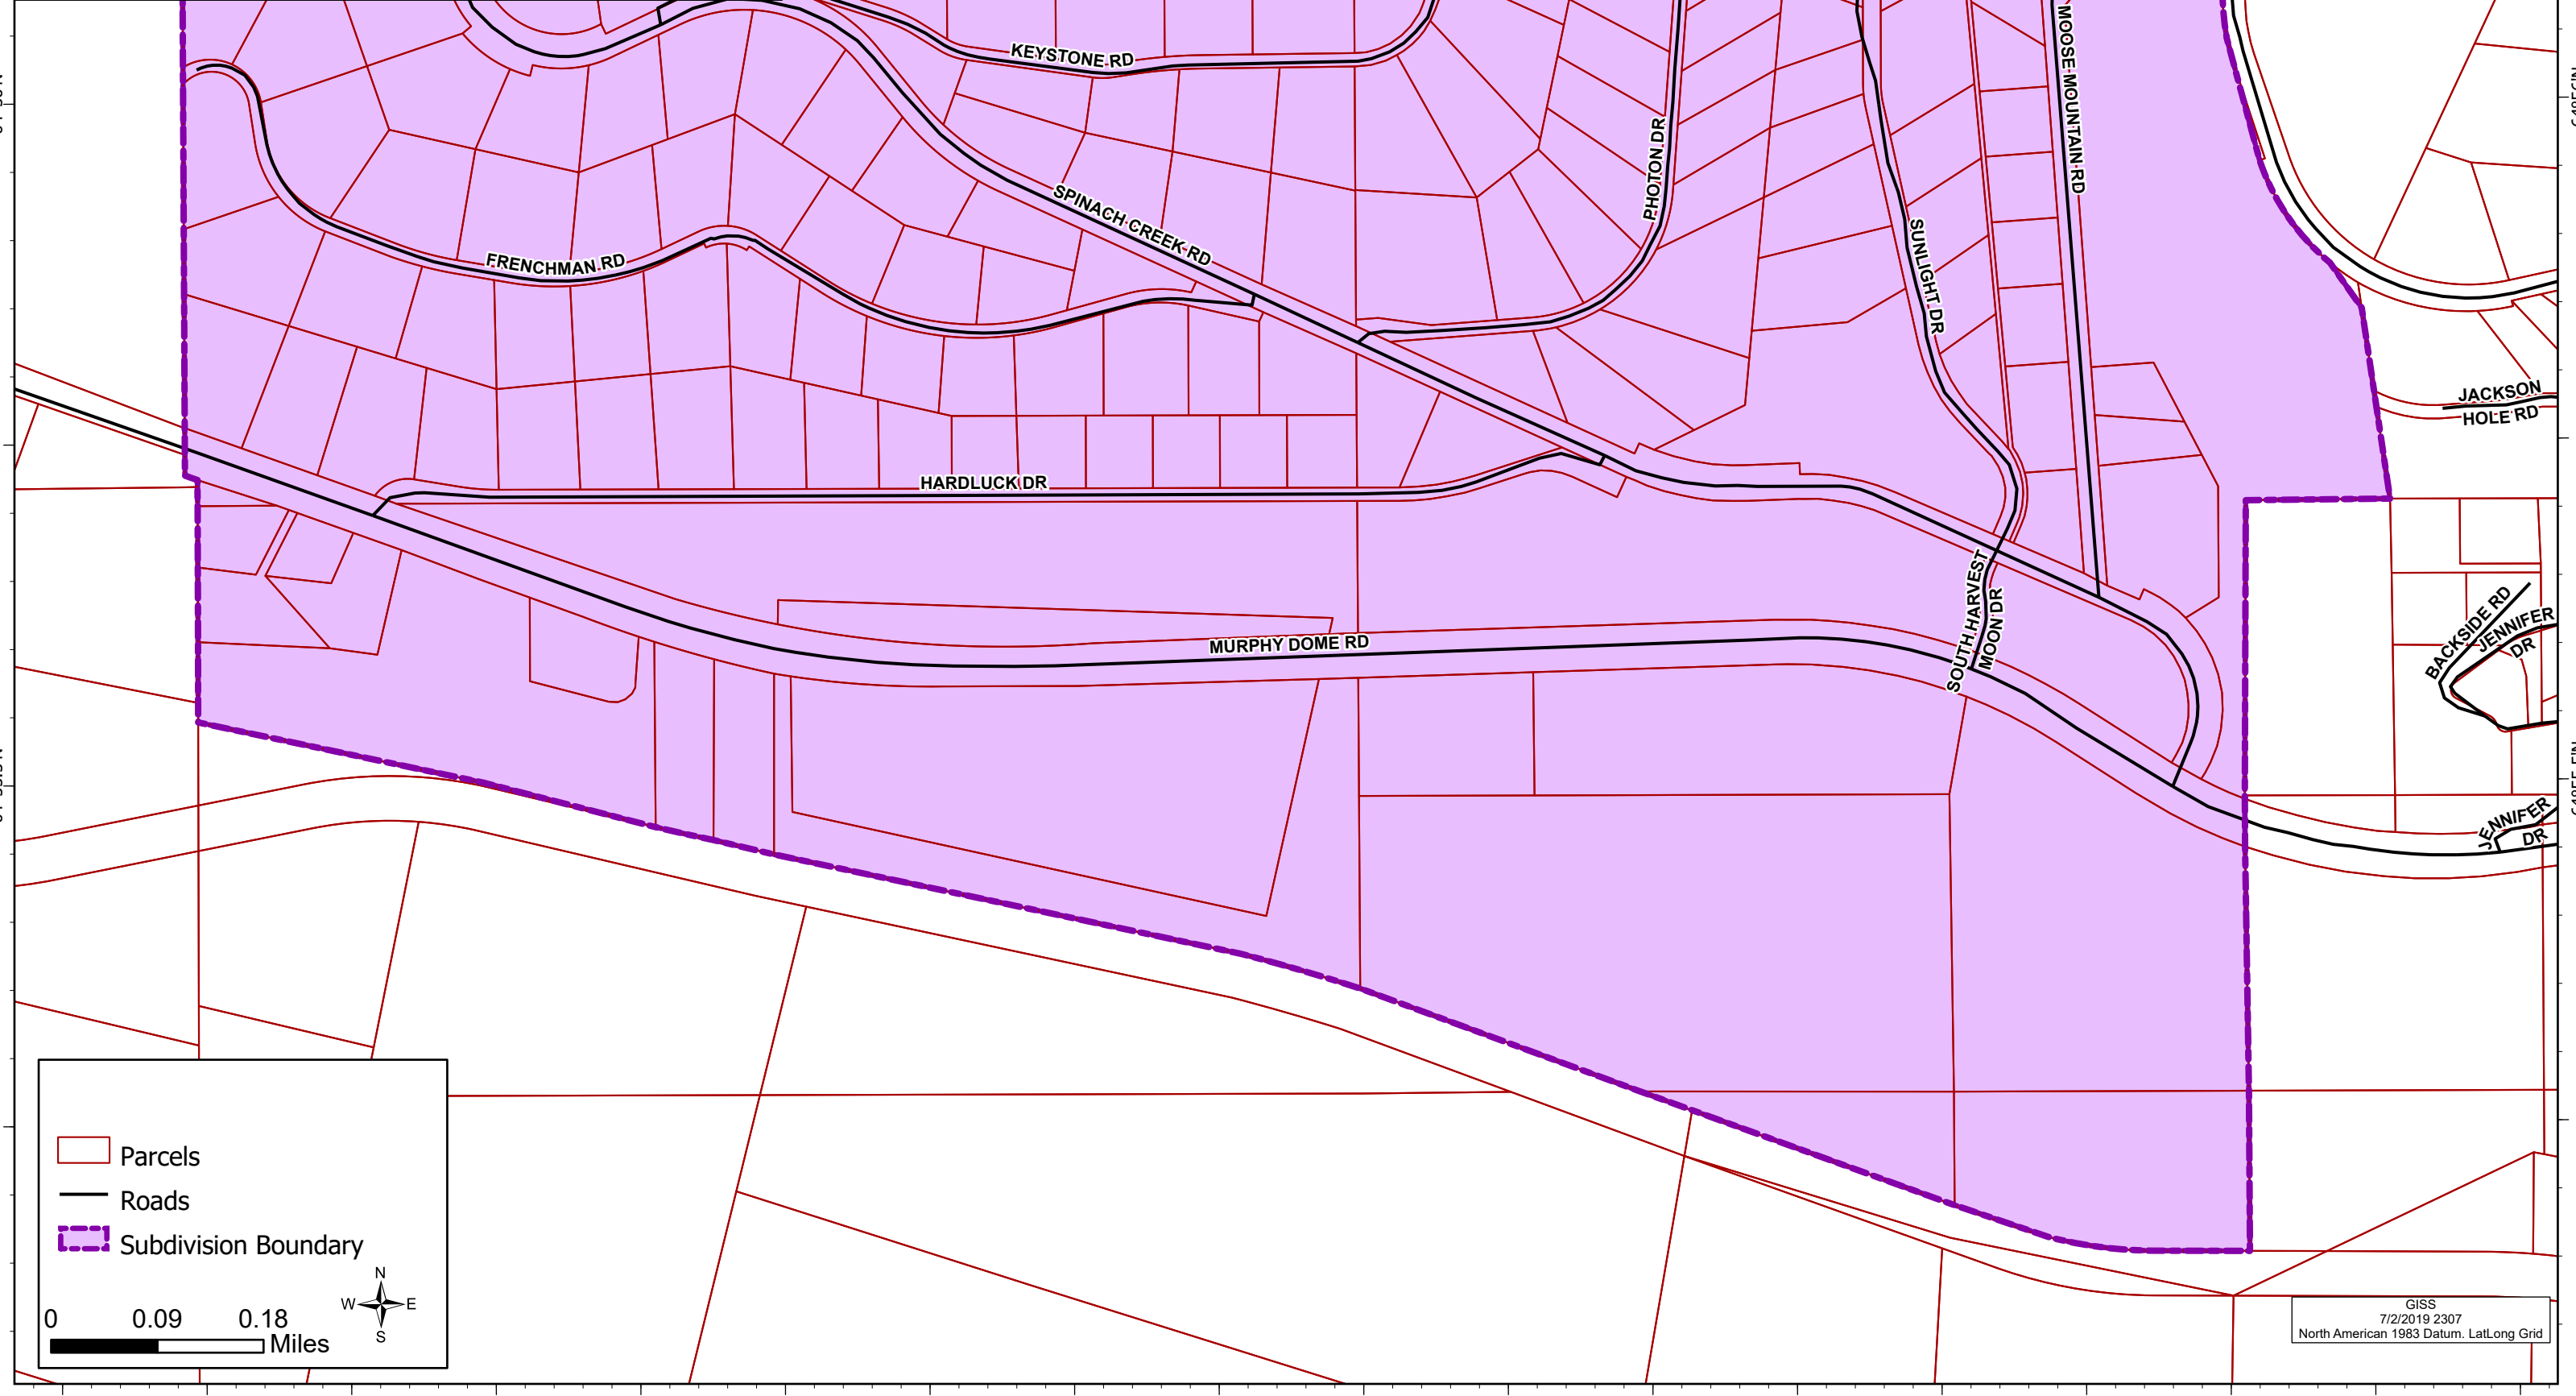 KEYSTONE RD
MOOSE MOUNTAIN RD
PHOTON DR
SPINACH CREEK RD
FRENCHMAN RD
SUNLIGHT DR
JACKSON
HOLE RD
HARDLUCK DR
SOUTH HARVEST
MOON DR
MURPHY DOME RD
BACKSIDE RD
JENNIFER
DR
JENNIFER
DR
Parcels
Roads
Subdivision Boundary
N
W E
S
0 0.09 0.18
Miles
GISS
7/2/2019 2307
North American 1983 Datum. LatLong Grid